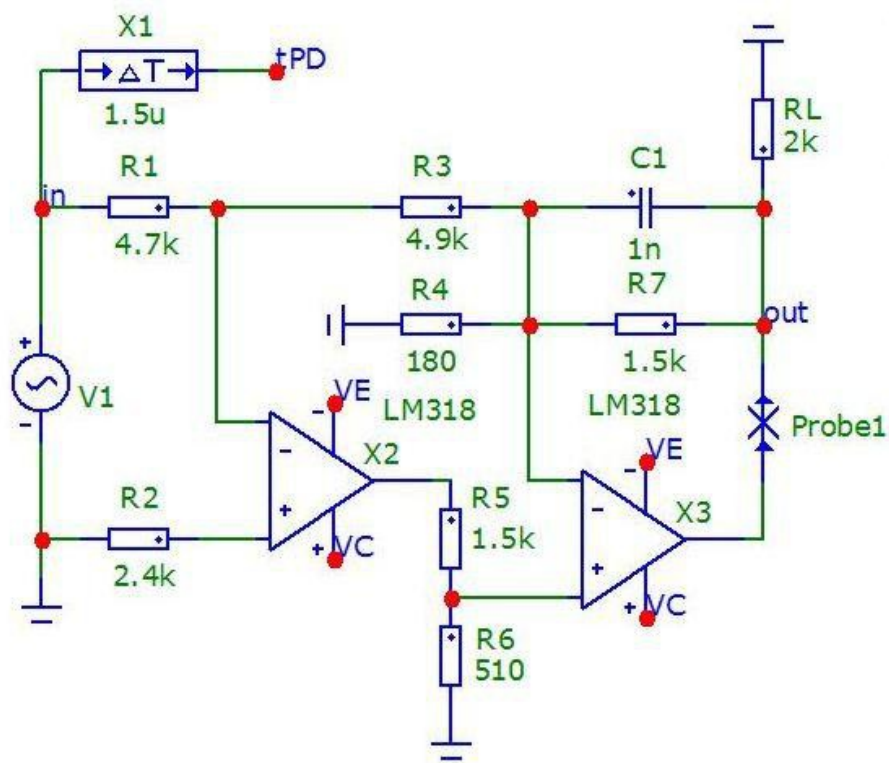 X1
tPD
ΔT
1.5u
RL
2k
in
R1
4.7k
R3
4.9k
C1
1n
R4
180
R7
1.5k
out
+
V1
-
VE
-
LM318
X2
-
+
+
VC
LM318
VE
-
Probe1
R2
2.4k
R5
1.5k
X3
-
+
+
VC
R6
510